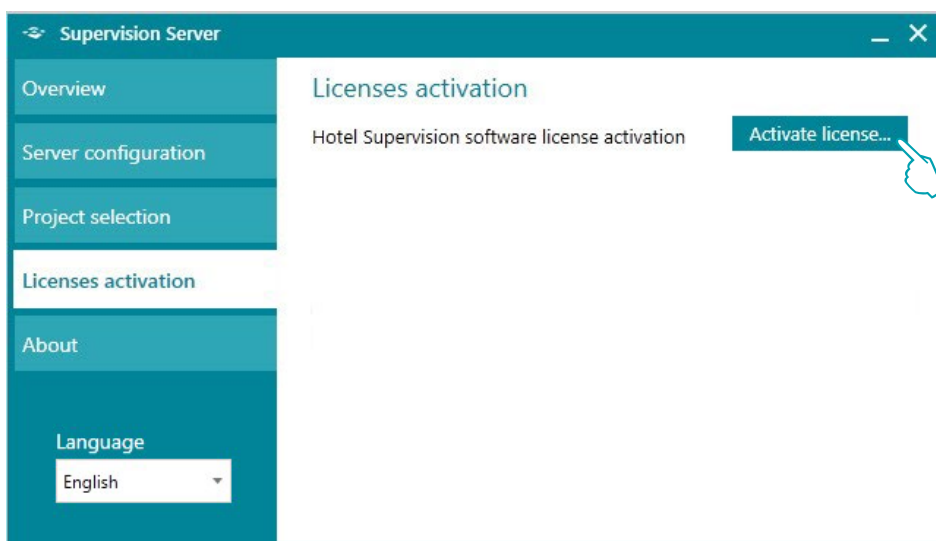 Supervision Server
Overview
Server configuration
Project selection
Licenses activation
About
Language
English
Licenses activation
Hotel Supervision software license activation
Activate license...